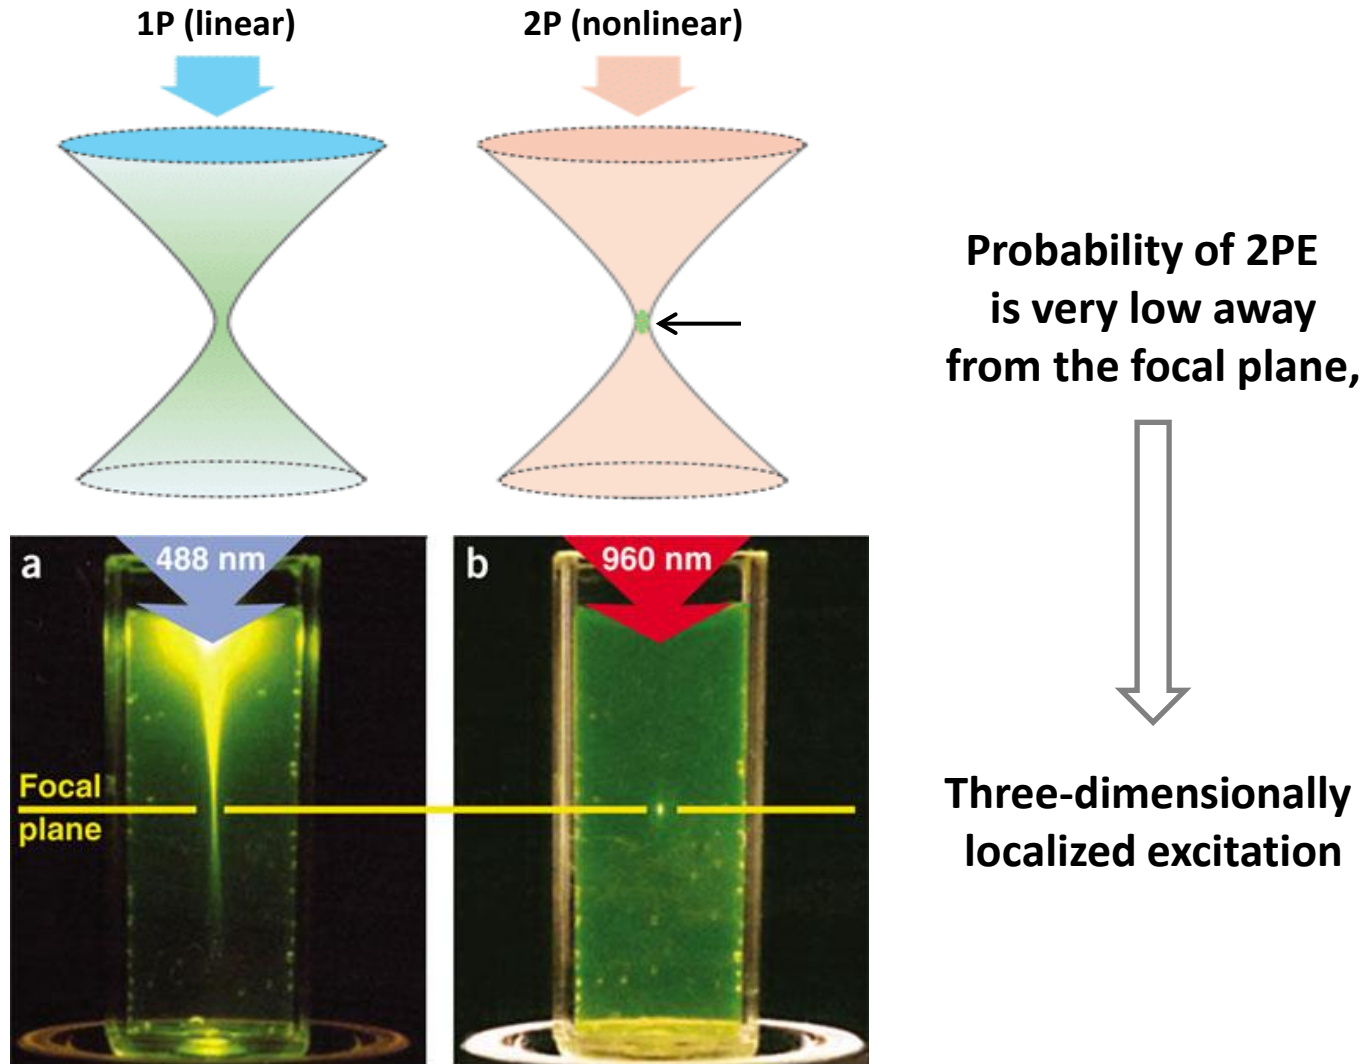 1P (linear)
2P (nonlinear)
Probability of 2PE
is very low away
from the focal plane,
a
488 nm
b
960 nm
Focal
plane
Three-dimensionally
localized excitation